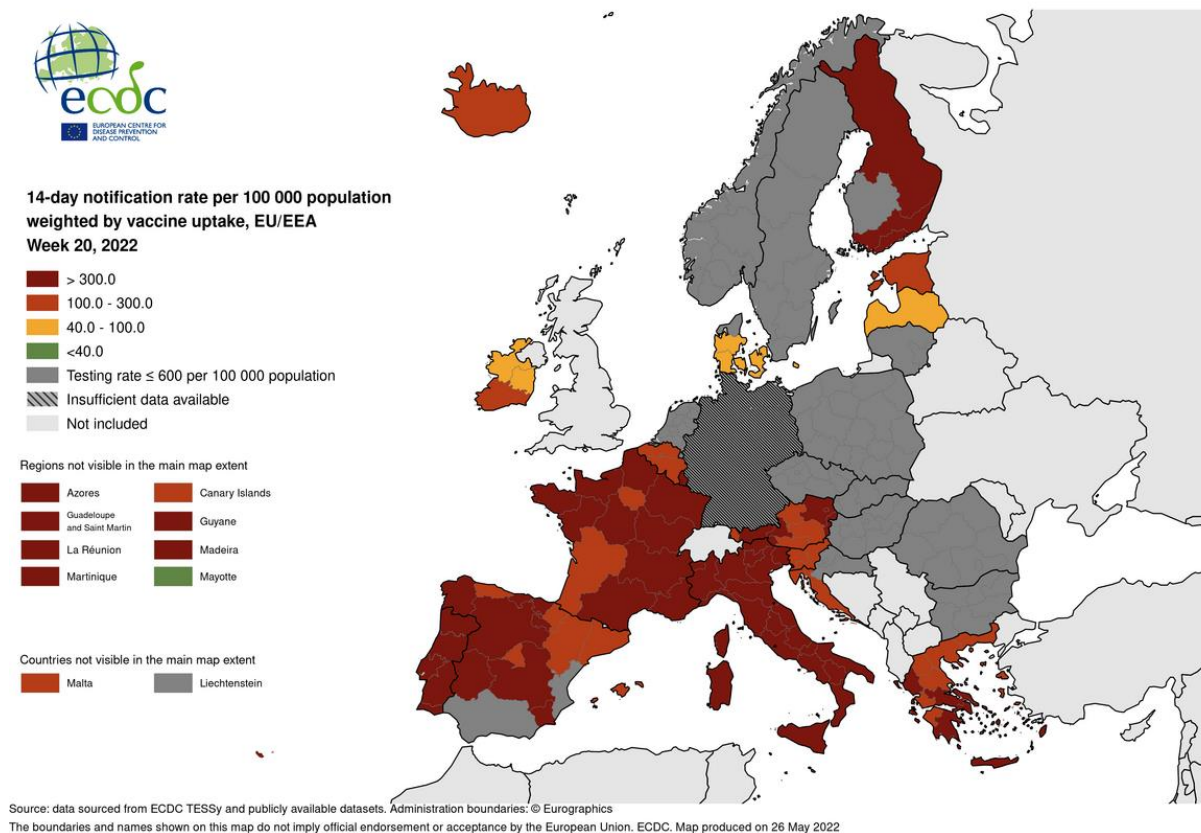 ecdc
EUROPEAN CENTRE FOR
DISEASE PREVENTION
AND CONTROL
14-day notification rate per 100 000 population
weighted by vaccine uptake, EU/EEA
Week 20, 2022
> 300.0
100.0 - 300.0
40.0 - 100.0
<40.0
Testing rate ≤ 600 per 100 000 population
Insufficient data available
Not included
Regions not visible in the main map extent
Azores
Canary Islands
Guadeloupe
and Saint Martin
Guyane
La Réunion
Madeira
Martinique
Mayotte
Countries not visible in the main map extent
Malta
Liechtenstein
Source: data sourced from ECDC TESSy and publicly available datasets. Administration boundaries: © Eurographics
The boundaries and names shown on this map do not imply official endorsement or acceptance by the European Union. ECDC. Map produced on 26 May 2022